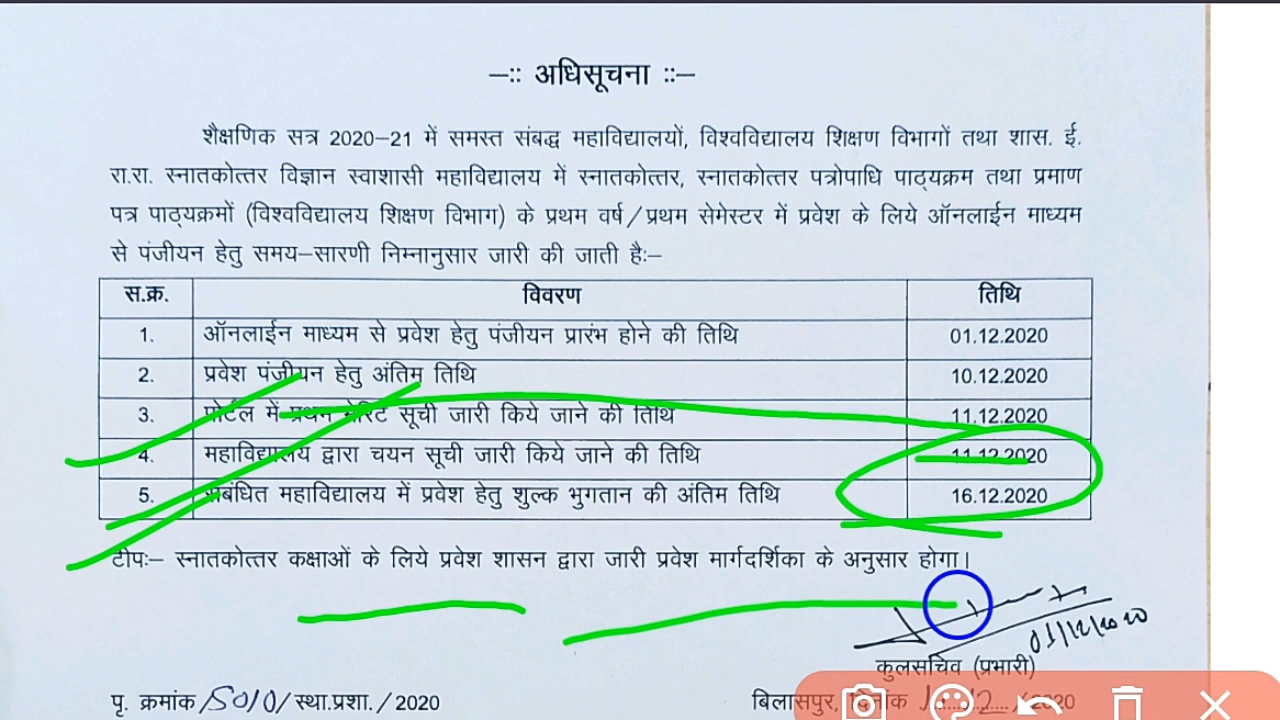 —:: अधिसूचना ::—
शैक्षणिक सत्र 2020—21 में समस्त संबद्ध महाविद्यालयों, विश्वविद्यालय शिक्षण विभागों तथा शास. ई.
रा.रा. स्नातकोत्तर विज्ञान स्वाशासी महाविद्यालय में स्नातकोत्तर, स्नातकोत्तर पत्रोपाधि पाठ्यक्रम तथा प्रमाण
पत्र पाठ्यक्रमों (विश्वविद्यालय शिक्षण विभाग) के प्रथम वर्ष/प्रथम सेमेस्टर में प्रवेश के लिये ऑनलाईन माध्यम
से पंजीयन हेतु समय—सारणी निम्नानुसार जारी की जाती है:—
स.क्र. विवरण तिथि
1. ऑनलाईन माध्यम से प्रवेश हेतु पंजीयन प्रारंभ होने की तिथि 01.12.2020
2. प्रवेश पंजीयन हेतु अंतिम तिथि 10.12.2020
3. पोर्टल में प्रथम मेरिट सूची जारी किये जाने की तिथि 11.12.2020
4. महाविद्यालय द्वारा चयन सूची जारी किये जाने की तिथि 11.12.2020
5. संबंधित महाविद्यालय में प्रवेश हेतु शुल्क भुगतान की अंतिम तिथि 16.12.2020
टीप:— स्नातकोत्तर कक्षाओं के लिये प्रवेश शासन द्वारा जारी प्रवेश मार्गदर्शिका के अनुसार होगा।
01/12/2020
कुलसचिव (प्रभारी)
पृ. क्रमांक /5010/ स्था.प्रशा./2020
बिलासपुर, दिनांक /2020